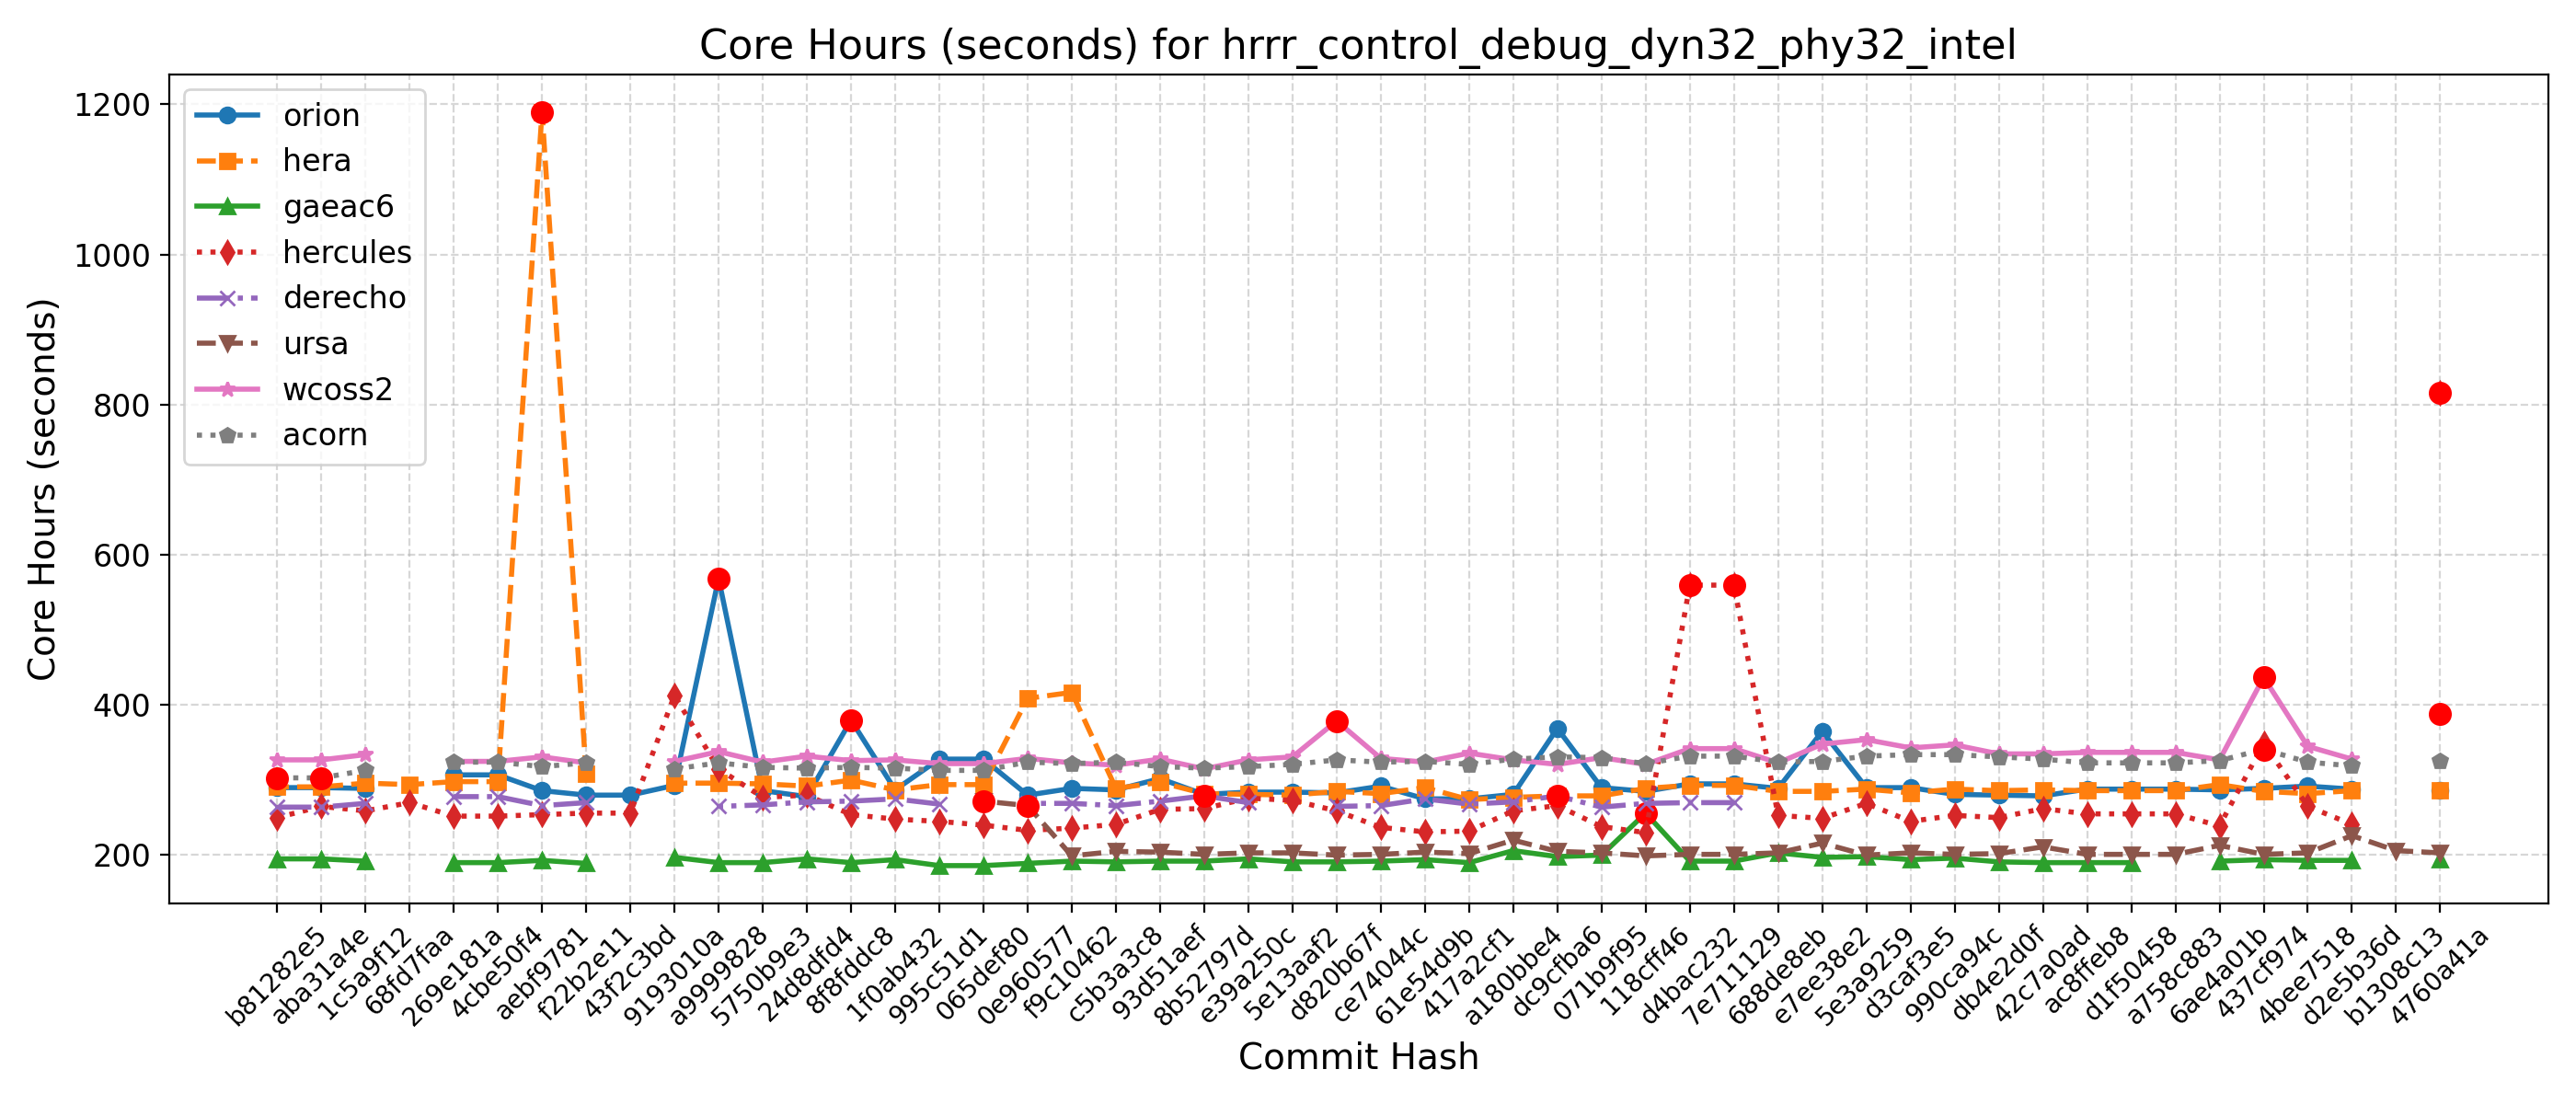 Core Hours (seconds) for hrrr_control_debug_dyn32_phy32_intel
Core Hours (seconds)
1200
1000
800
600
400
200
orion
hera
gaeac6
hercules
derecho
ursa
wcoss2
acorn
b81282e5
aba31a4e
1c5a9f12
68fd7faa
269e181a
4cbe50f4
aebf9781
f22b2e11
43f2c3bd
9193010a
a9999828
5750b9e3
24d8dfd4
8f8fddc8
1f0ab432
995c51d1
065def80
0e960577
f9c10462
c5b3a3c8
93d51aef
8b52797d
e39a250c
5e13aaf2
d820b67f
ce74044c
61e54d9b
417a2cf1
a180bbe4
dc9cfba6
071b9f95
118cff46
d4bac232
7e711129
688de8eb
e7ee38e2
5e3a9259
d3caf3e5
990ca94c
db4e2d0f
42c7a0ad
ac8ffeb8
d1f50458
a758c883
6ae4a01b
437cf974
4bee7518
d2e5b36d
b1308c13
4760a41a
Commit Hash